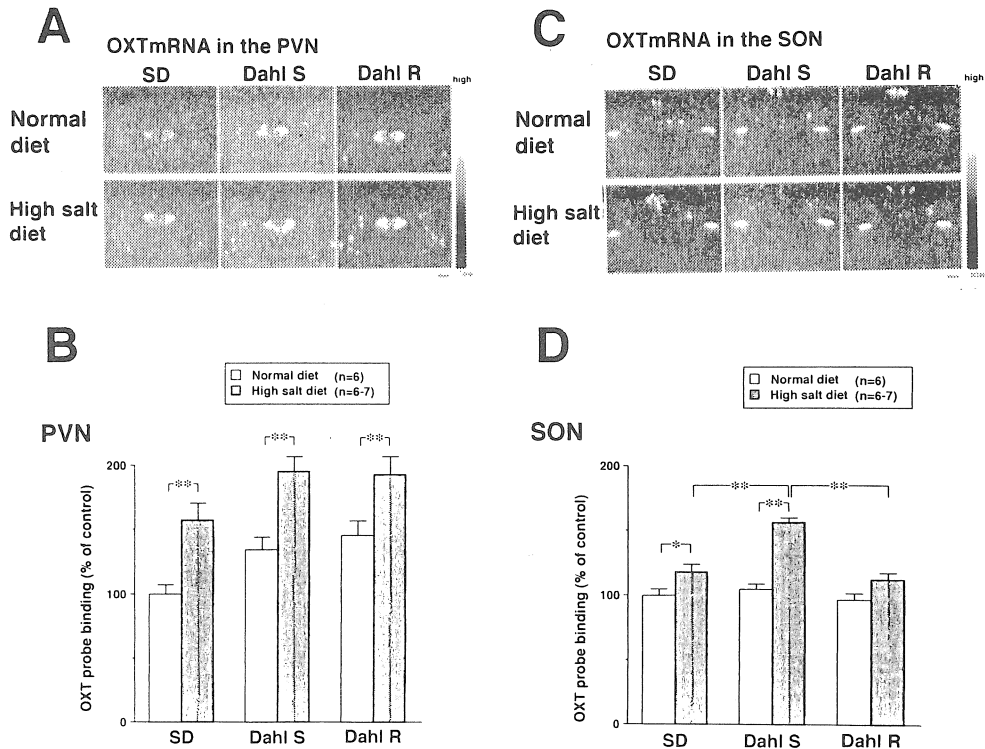 A
OXTmRNA in the PVN
SD Dahl S Dahl R
high
Normal
diet
High salt
diet
C
OXTmRNA in the SON
SD Dahl S Dahl R
high
Normal
diet
High salt
diet
B
Normal diet (n=6)
High salt diet (n=6-7)
PVN
OXT probe binding (% of control)
200
100
0
**
**
**
SD Dahl S Dahl R
D
Normal diet (n=6)
High salt diet (n=6-7)
SON
OXT probe binding (% of control)
200
100
0
** **
**
*
SD Dahl S Dahl R